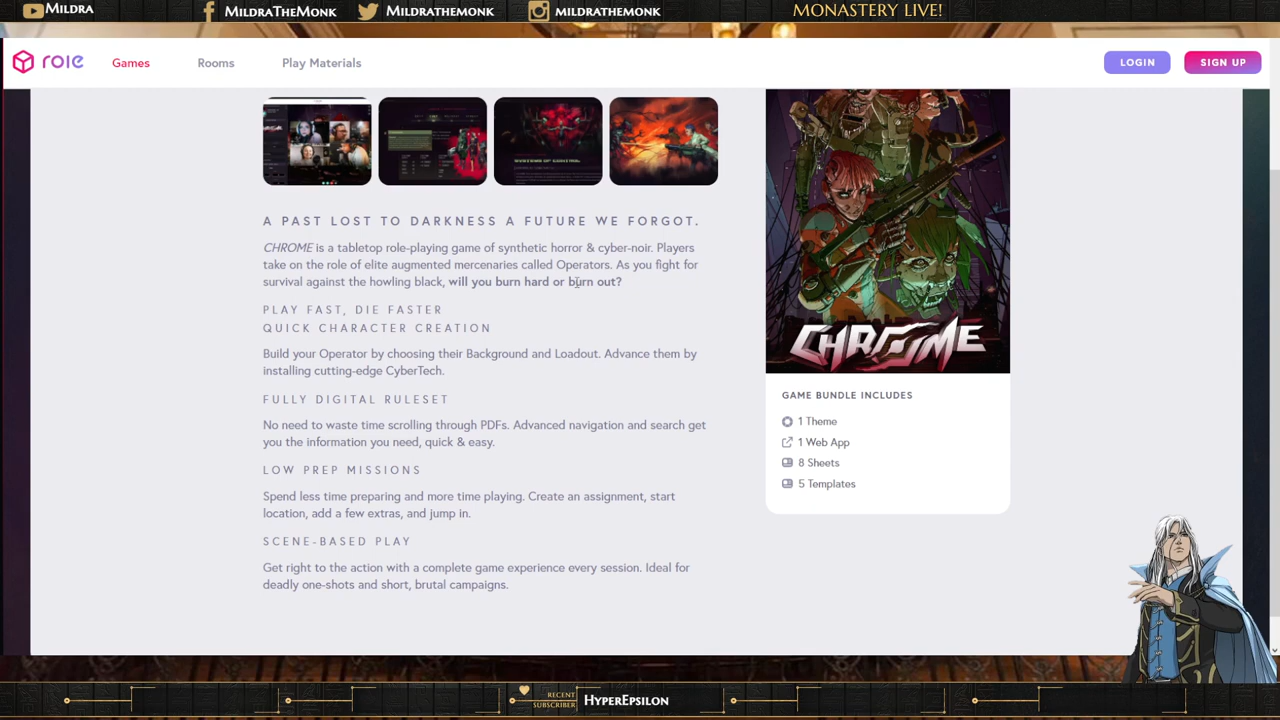 Mildra
MildraTheMonk
Mildrathemonk
mildrathemonk
MONASTERY LIVE!
role
Games
Rooms
Play Materials
LOGIN
SIGN UP
A PAST LOST TO DARKNESS A FUTURE WE FORGOT.
CHROME is a tabletop role-playing game of synthetic horror & cyber-noir. Players
take on the role of elite augmented mercenaries called Operators. As you fight for
survival against the howling black, will you burn hard or burn out?
PLAY FAST, DIE FASTER
QUICK CHARACTER CREATION
Build your Operator by choosing their Background and Loadout. Advance them by
installing cutting-edge CyberTech.
FULLY DIGITAL RULESET
No need to waste time scrolling through PDFs. Advanced navigation and search get
you the information you need, quick & easy.
LOW PREP MISSIONS
Spend less time preparing and more time playing. Create an assignment, start
location, add a few extras, and jump in.
SCENE-BASED PLAY
Get right to the action with a complete game experience every session. Ideal for
deadly one-shots and short, brutal campaigns.
CHROME
GAME BUNDLE INCLUDES
1 Theme
1 Web App
8 Sheets
5 Templates
RECENT
SUBSCRIBER
HyperEpsilon